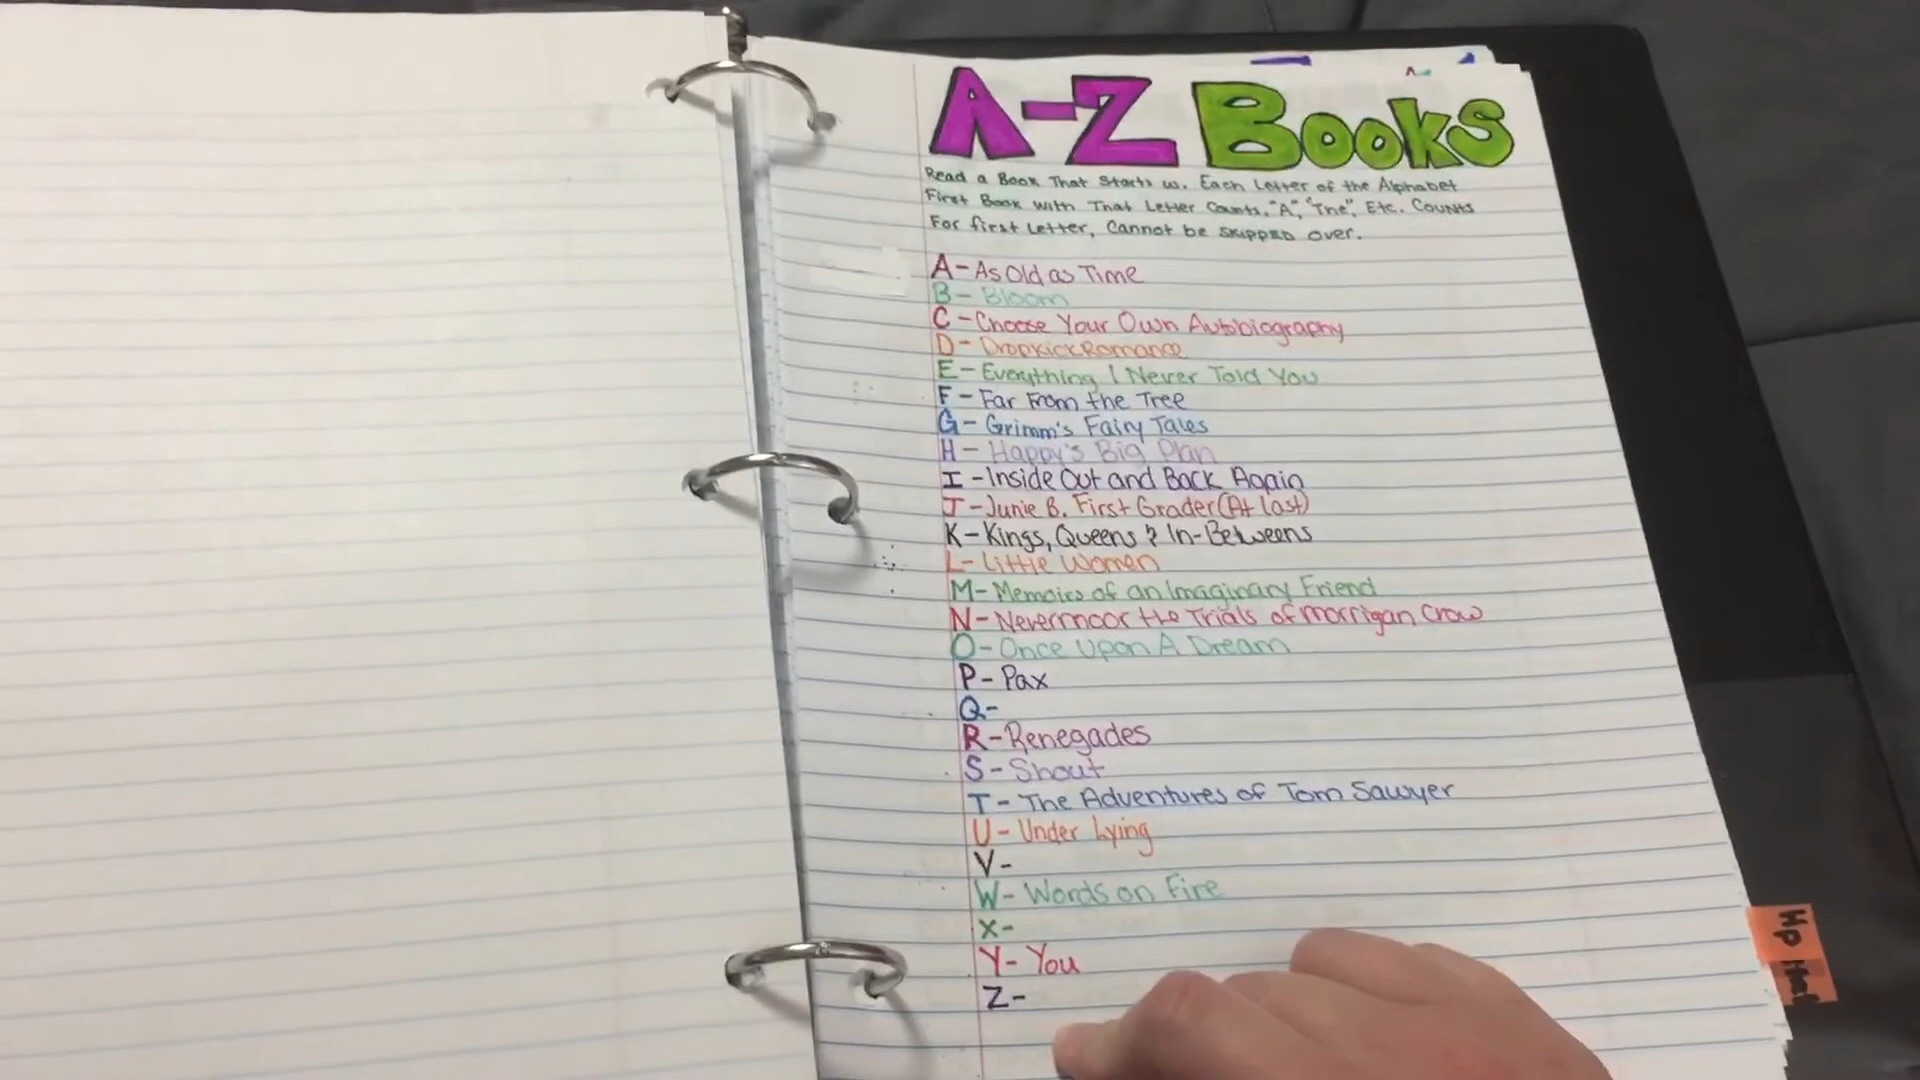 A-Z Books
Read a Book That Starts w. Each Letter of the Alphabet
First Book with That Letter Counts. "A", "The", Etc. Counts
For first Letter, Cannot be skipped over.
A- As Old as Time
B- Bloom
C- Choose Your Own Autobiography
D- Dropkick Romance
E- Everything I Never Told You
F- Far From the Tree
G- Grimm's Fairy Tales
H- Happy's Big Plan
I- Inside Out and Back Again
J- Junie B. First Grader (At last)
K- Kings, Queens & In-Betweens
L- Little Women
M- Memoirs of an Imaginary Friend
N- Nevermoor the Trials of Morrigan Crow
O- Once Upon A Dream
P- Pax
Q-
R- Renegades
S- Shout
T- The Adventures of Tom Sawyer
U- Under Lying
V-
W- Words on Fire
X-
Y- You
Z-
Hp